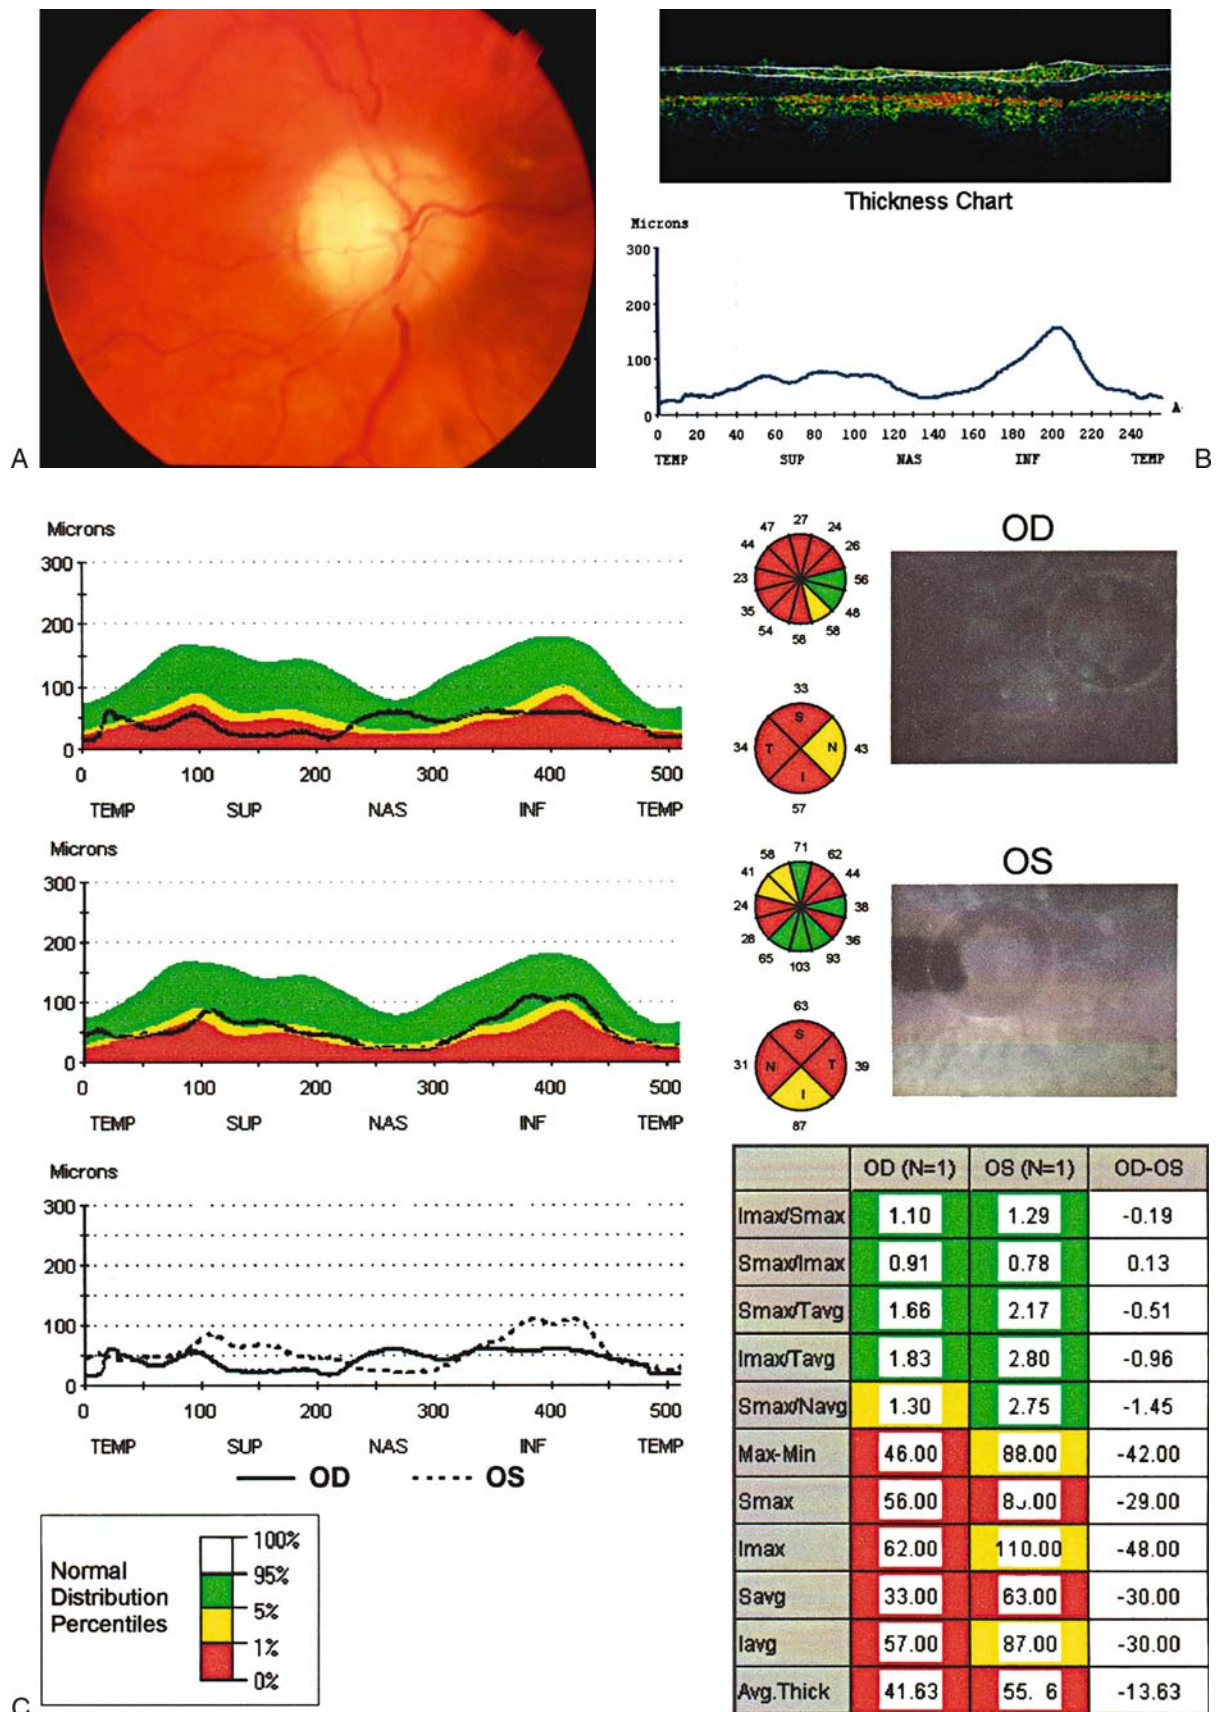 A
Thickness Chart
Microns
300
200
100
0
0 20 40 60 80 100 120 140 160 180 200 220 240 A
TEMP SUP NAS INF TEMP
B
Microns
300
200
100
0
0 100 200 300 400 500
TEMP SUP NAS INF TEMP
27
47 24
44 26
23 56
35 48
54 58
58
33
34 T S N I 43
57
OD
Microns
300
200
100
0
0 100 200 300 400 500
TEMP SUP NAS INF TEMP
71
58 62
41 44
24 38
28 36
65 93
103
63
31 N S T I 39
87
OS
Microns
300
200
100
0
0 100 200 300 400 500
TEMP SUP NAS INF TEMP
OD OS
Normal Distribution Percentiles
100%
95%
5%
1%
0%
C
OD (N=1) OS (N=1) OD-OS
Imax/Smax 1.10 1.29 -0.19
Smax/Imax 0.91 0.78 0.13
Smax/Tavg 1.66 2.17 -0.51
Imax/Tavg 1.83 2.80 -0.96
Smax/Navg 1.30 2.75 -1.45
Max-Min 46.00 88.00 -42.00
Smax 56.00 -29.00
Imax 62.00 110.00 -48.00
Savg 33.00 63.00 -30.00
Iavg 57.00 87.00 -30.00
Avg.Thick 41.63 -13.63